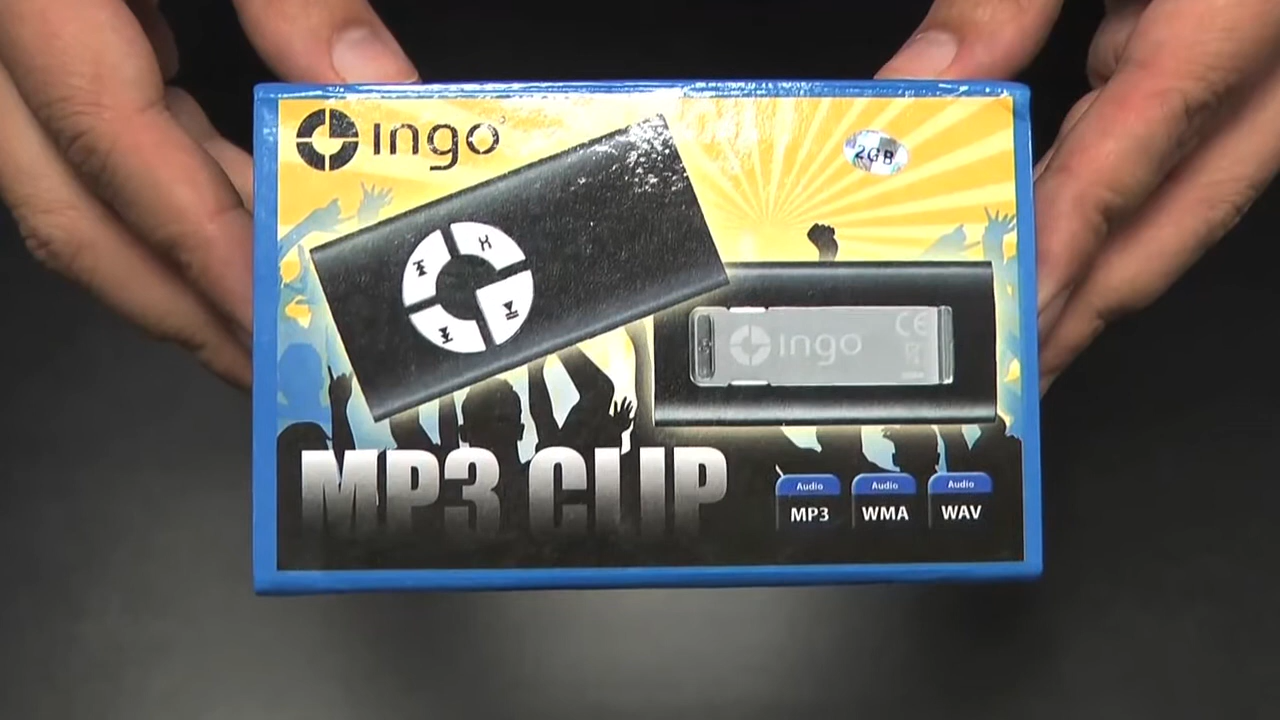 ingo
2GB
ingo
CE
MP3 CLIP
Audio Audio Audio
MP3 WMA WAV